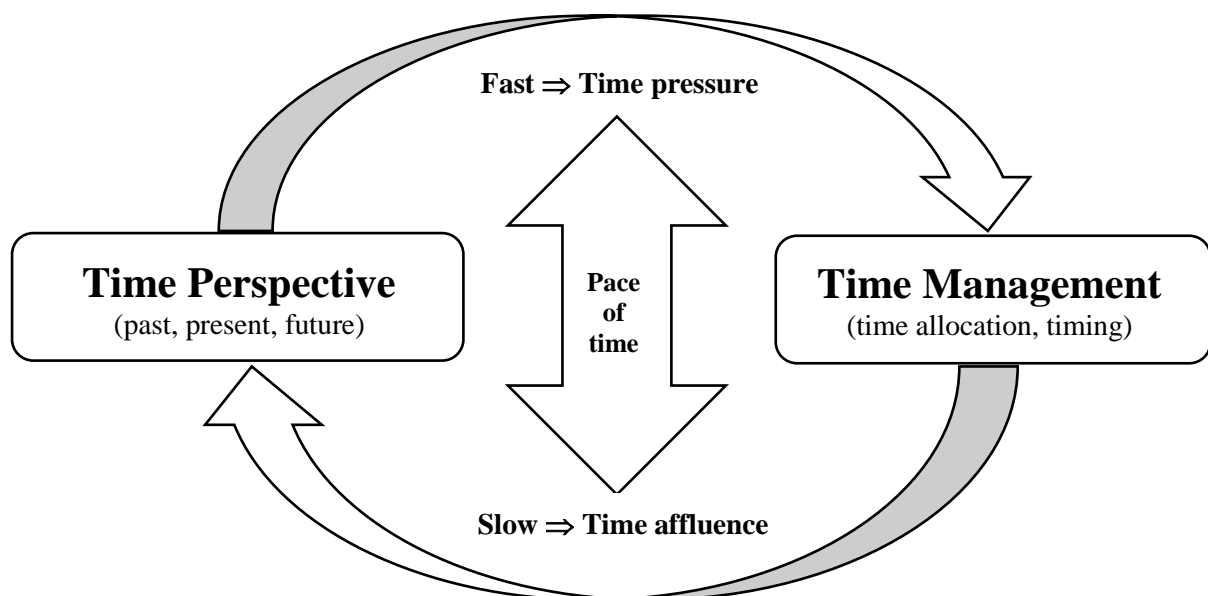 Fast ⇒ Time pressure
Time Perspective
(past, present, future)
Pace
of
time
Time Management
(time allocation, timing)
Slow ⇒ Time affluence